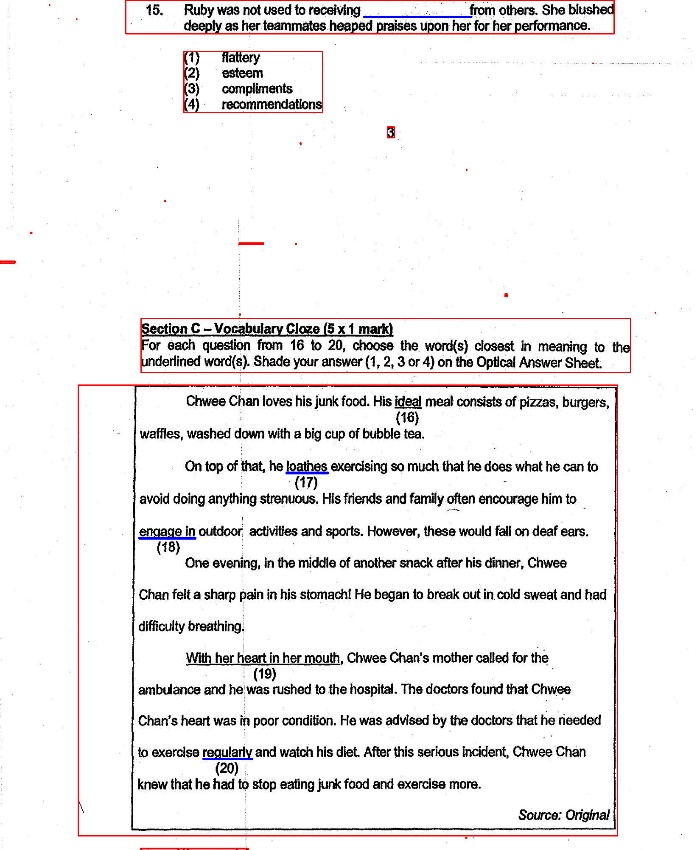 15. Ruby was not used to receiving from others. She blushed
deeply as her teammates heaped praises upon her for her performance.
(1) flattery
(2) esteem
(3) compliments
(4) recommendations
3
Section C – Vocabulary Cloze (5 x 1 mark)
For each question from 16 to 20, choose the word(s) closest in meaning to the
underlined word(s). Shade your answer (1, 2, 3 or 4) on the Optical Answer Sheet.
Chwee Chan loves his junk food. His ideal meal consists of pizzas, burgers,
(16)
waffles, washed down with a big cup of bubble tea.
On top of that, he loathes exercising so much that he does what he can to
(17)
avoid doing anything strenuous. His friends and family often encourage him to
engage in outdoor activities and sports. However, these would fall on deaf ears.
(18)
One evening, in the middle of another snack after his dinner, Chwee
Chan felt a sharp pain in his stomach! He began to break out in cold sweat and had
difficulty breathing.
With her heart in her mouth, Chwee Chan's mother called for the
(19)
ambulance and he was rushed to the hospital. The doctors found that Chwee
Chan's heart was in poor condition. He was advised by the doctors that he needed
to exercise regularly and watch his diet. After this serious incident, Chwee Chan
(20)
knew that he had to stop eating junk food and exercise more.
Source: Original